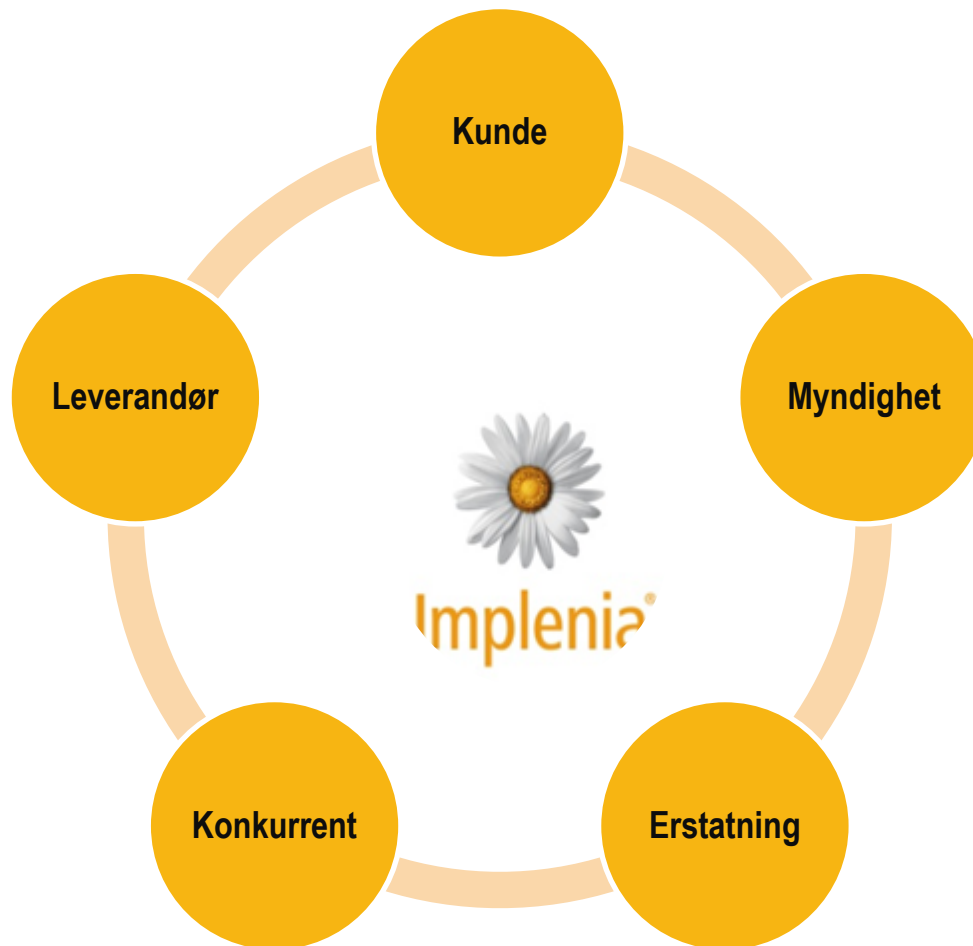 Kunde
Leverandør
Myndighet
Implenia®
Konkurrent
Erstatning